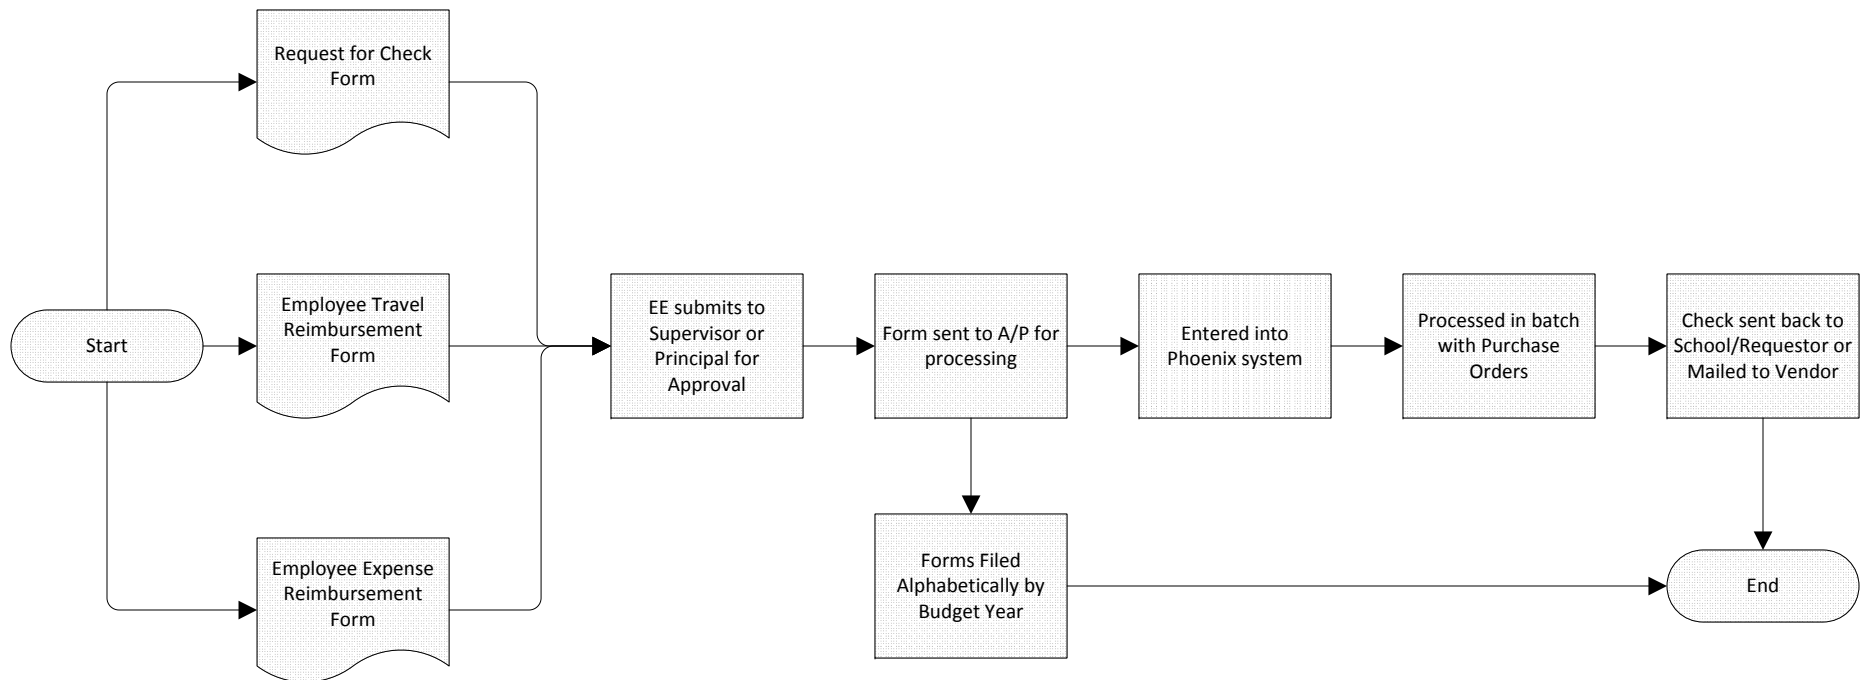 Request for Check
Form
Start
Employee Travel
Reimbursement
Form
Employee Expense
Reimbursement
Form
EE submits to
Supervisor or
Principal for
Approval
Form sent to A/P for
processing
Entered into
Phoenix system
Processed in batch
with Purchase
Orders
Check sent back to
School/Requestor or
Mailed to Vendor
Forms Filed
Alphabetically by
Budget Year
End